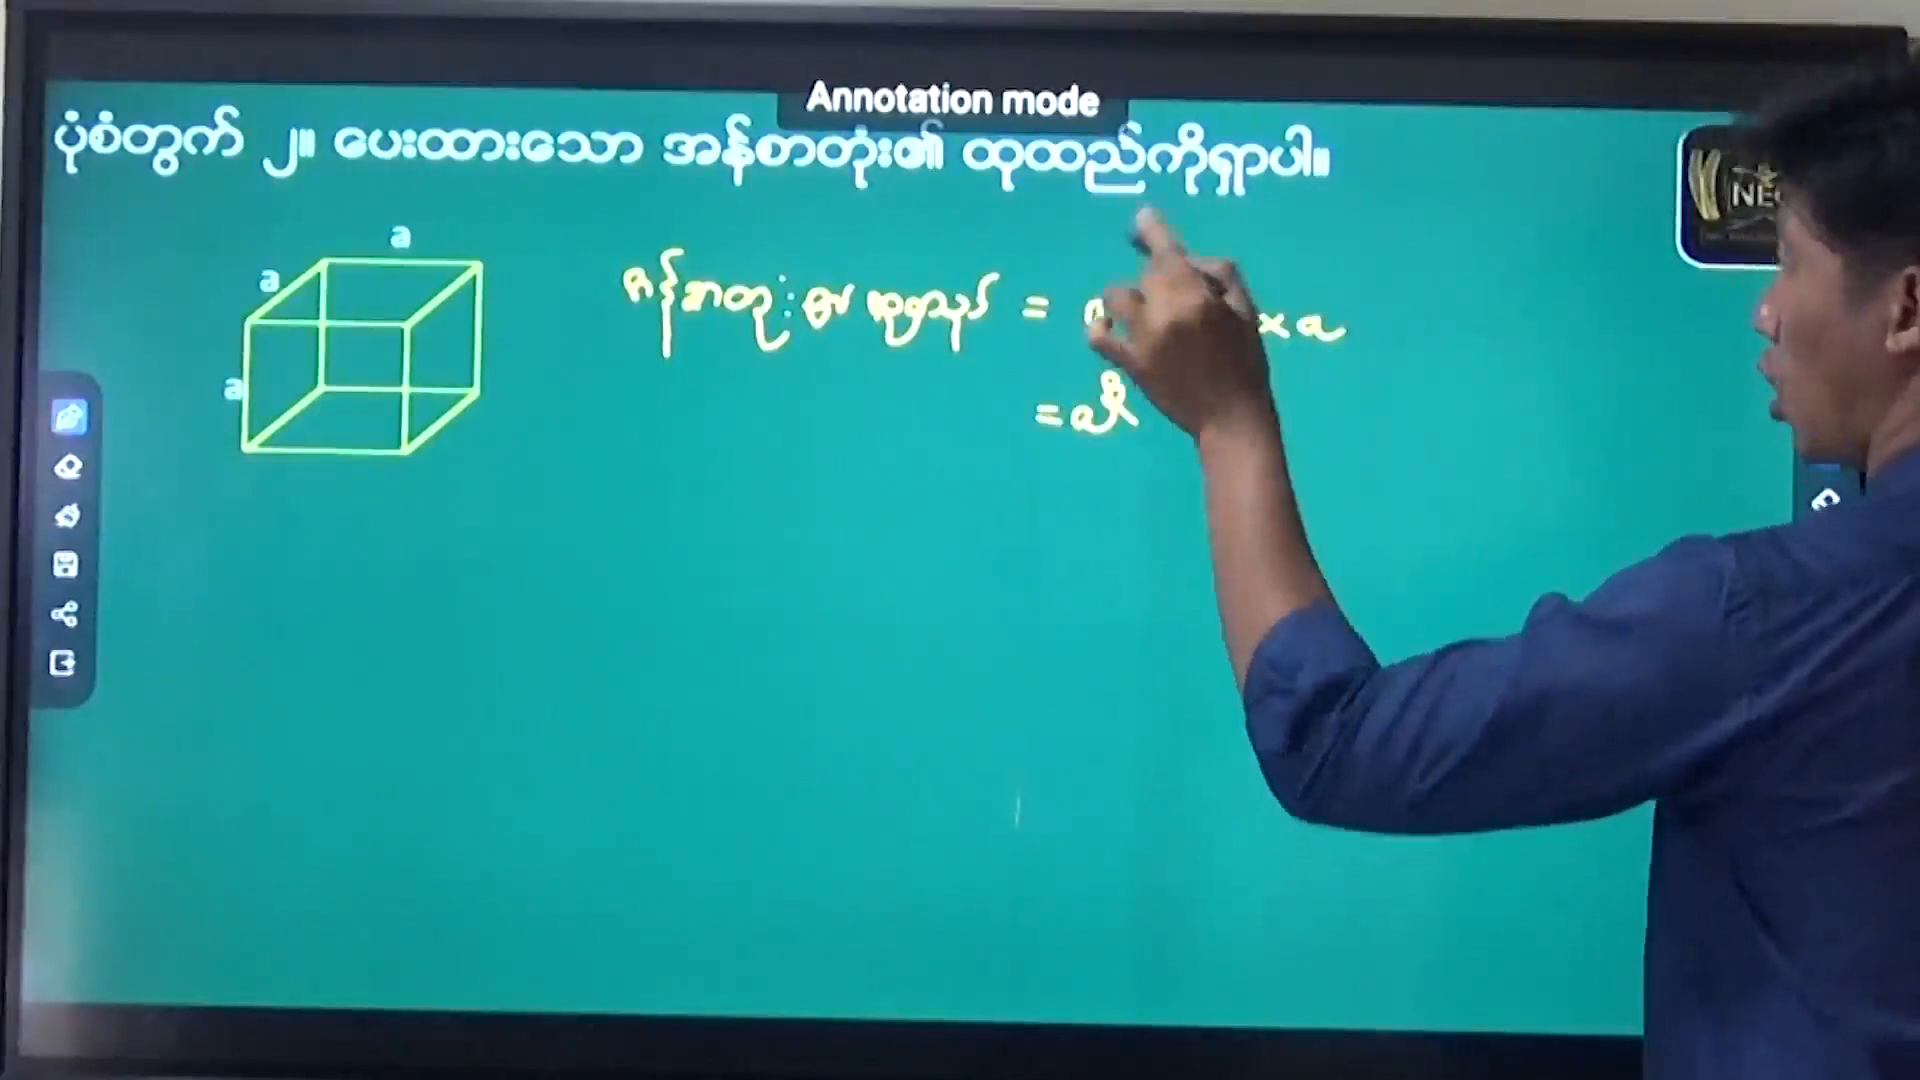 Annotation mode
ပုံစံတွက် ၂။ ပေးထားသော အန်စာတုံး၏ ထုထည်ကိုရှာပါ။
NE
a
a
a
အန်စာတုံး၏ ထုထည် = × a
= a